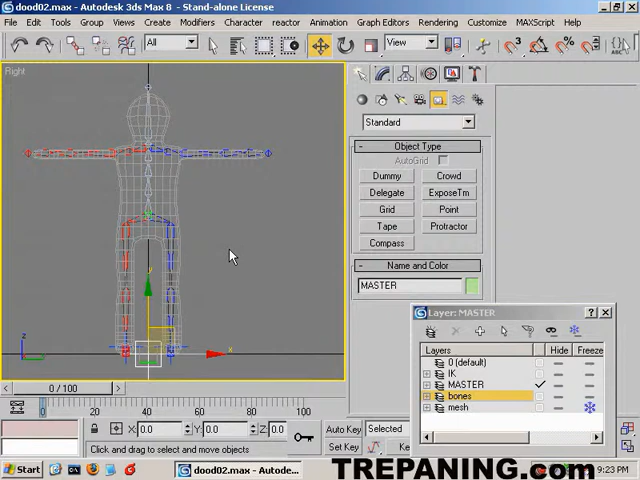 dood02.max - Autodesk 3ds Max 8 - Stand-alone License
File Edit Tools Group Views Create Modifiers Character reactor Animation Graph Editors Rendering Customize MAXScript Help
All View
Right
Standard
Object Type
AutoGrid
Dummy Crowd
Delegate ExposeTm
Grid Point
Tape Protractor
Compass
Name and Color
MASTER
Layer: MASTER
Layers Hide Freeze
0 (default)
IK
MASTER
bones
mesh
z
y
x
0 / 100
0 20 40 60 80 100
X: 0.0 Y: 0.0 Z: 0.0
Auto Key Selected
Set Key
Click and drag to select and move objects
Start
dood02.max - Autodes...
9:23 PM
TREPANING.com